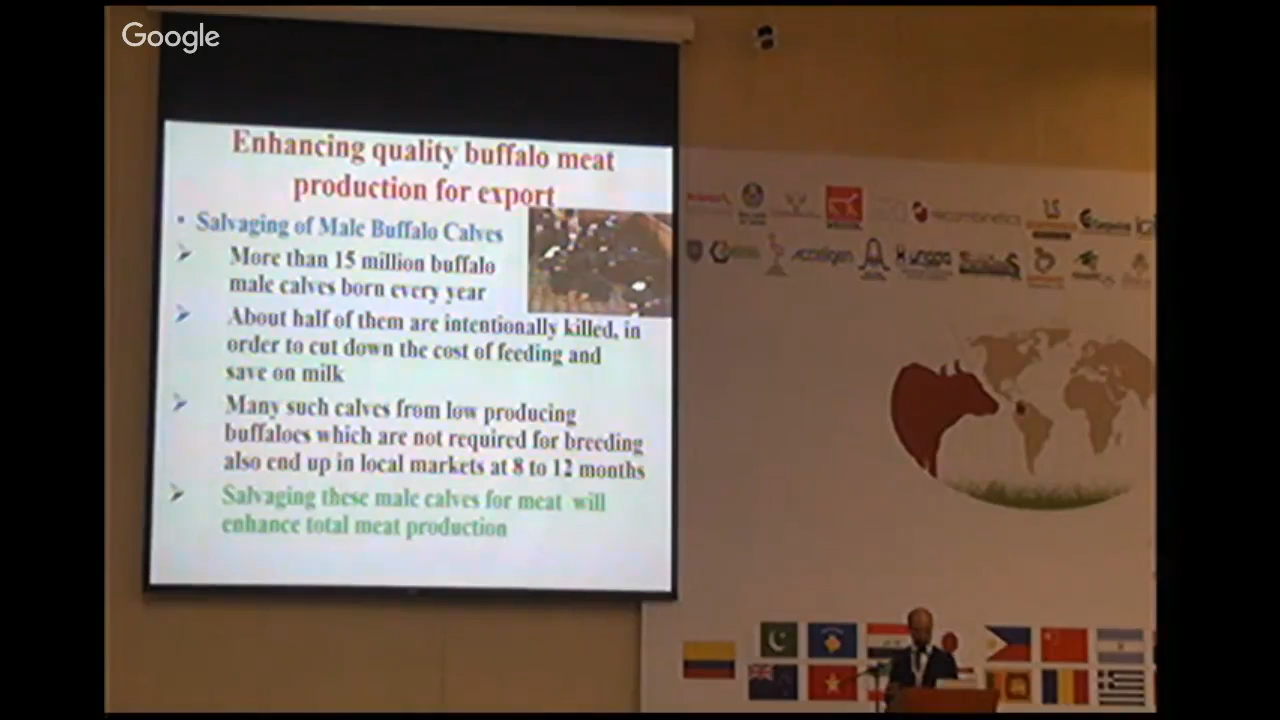 Google
Enhancing quality buffalo meat
production for export
• Salvaging of Male Buffalo Calves
➢ More than 15 million buffalo
male calves born every year
➢ About half of them are intentionally killed, in
order to cut down the cost of feeding and
save on milk
➢ Many such calves from low producing
buffaloes which are not required for breeding
also end up in local markets at 8 to 12 months
➢ Salvaging these male calves for meat will
enhance total meat production
recombinetics
Acceligen